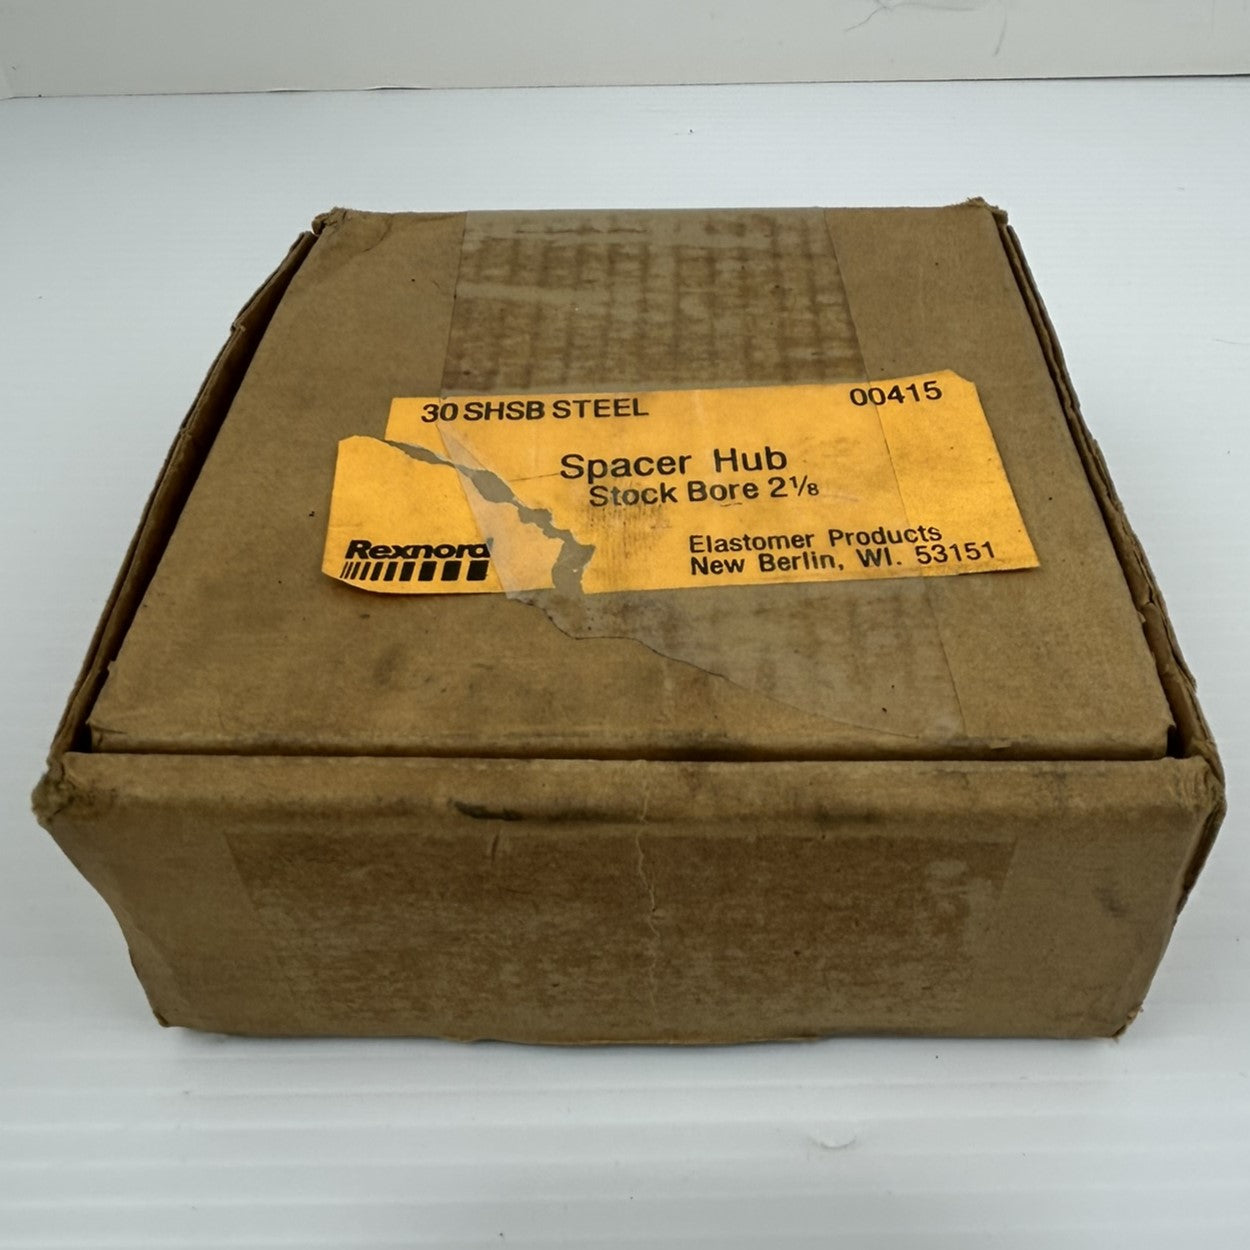 30 SHSB STEEL 00415
Spacer Hub
Stock Bore 2⅛
Rexnord
Elastomer Products
New Berlin, WI. 53151